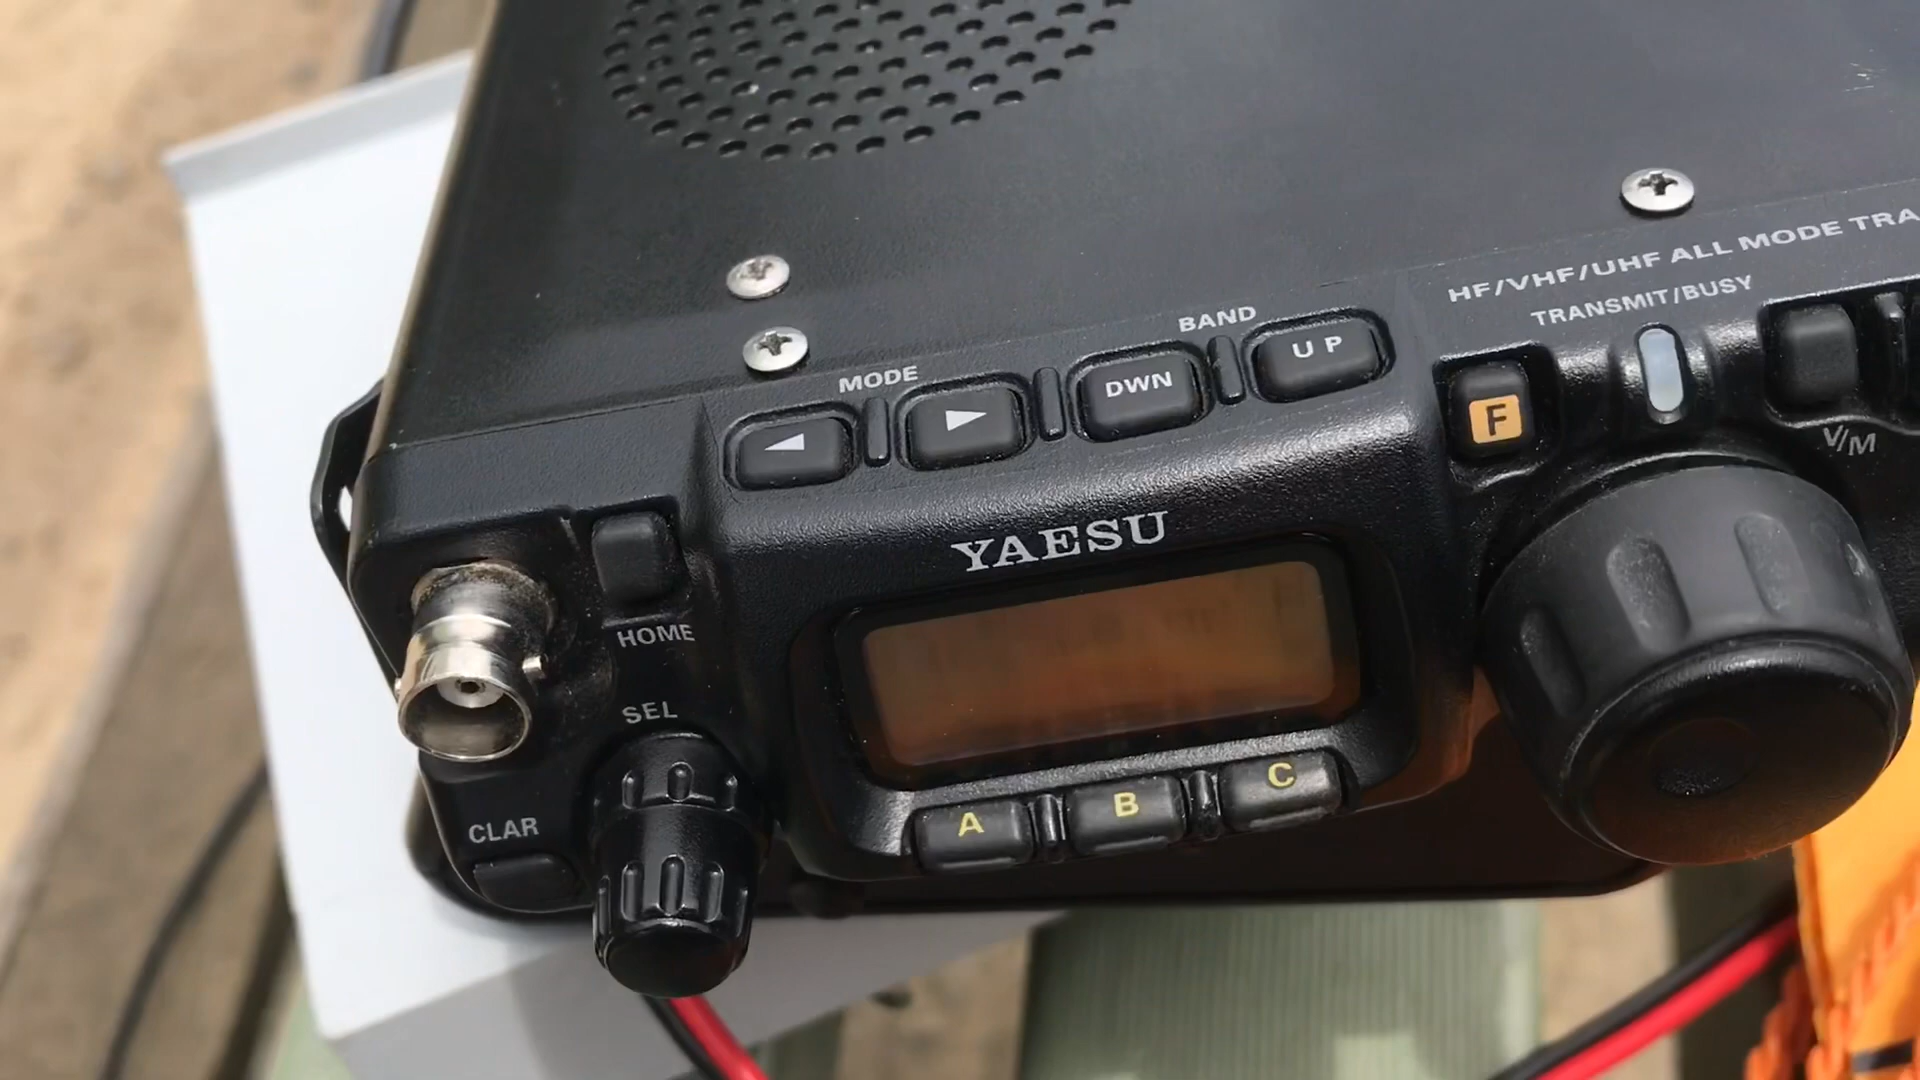 HF/VHF/UHF ALL MODE TRA
TRANSMIT/BUSY
BAND
MODE
DWN
UP
F
V/M
YAESU
HOME
SEL
CLAR
A
B
C